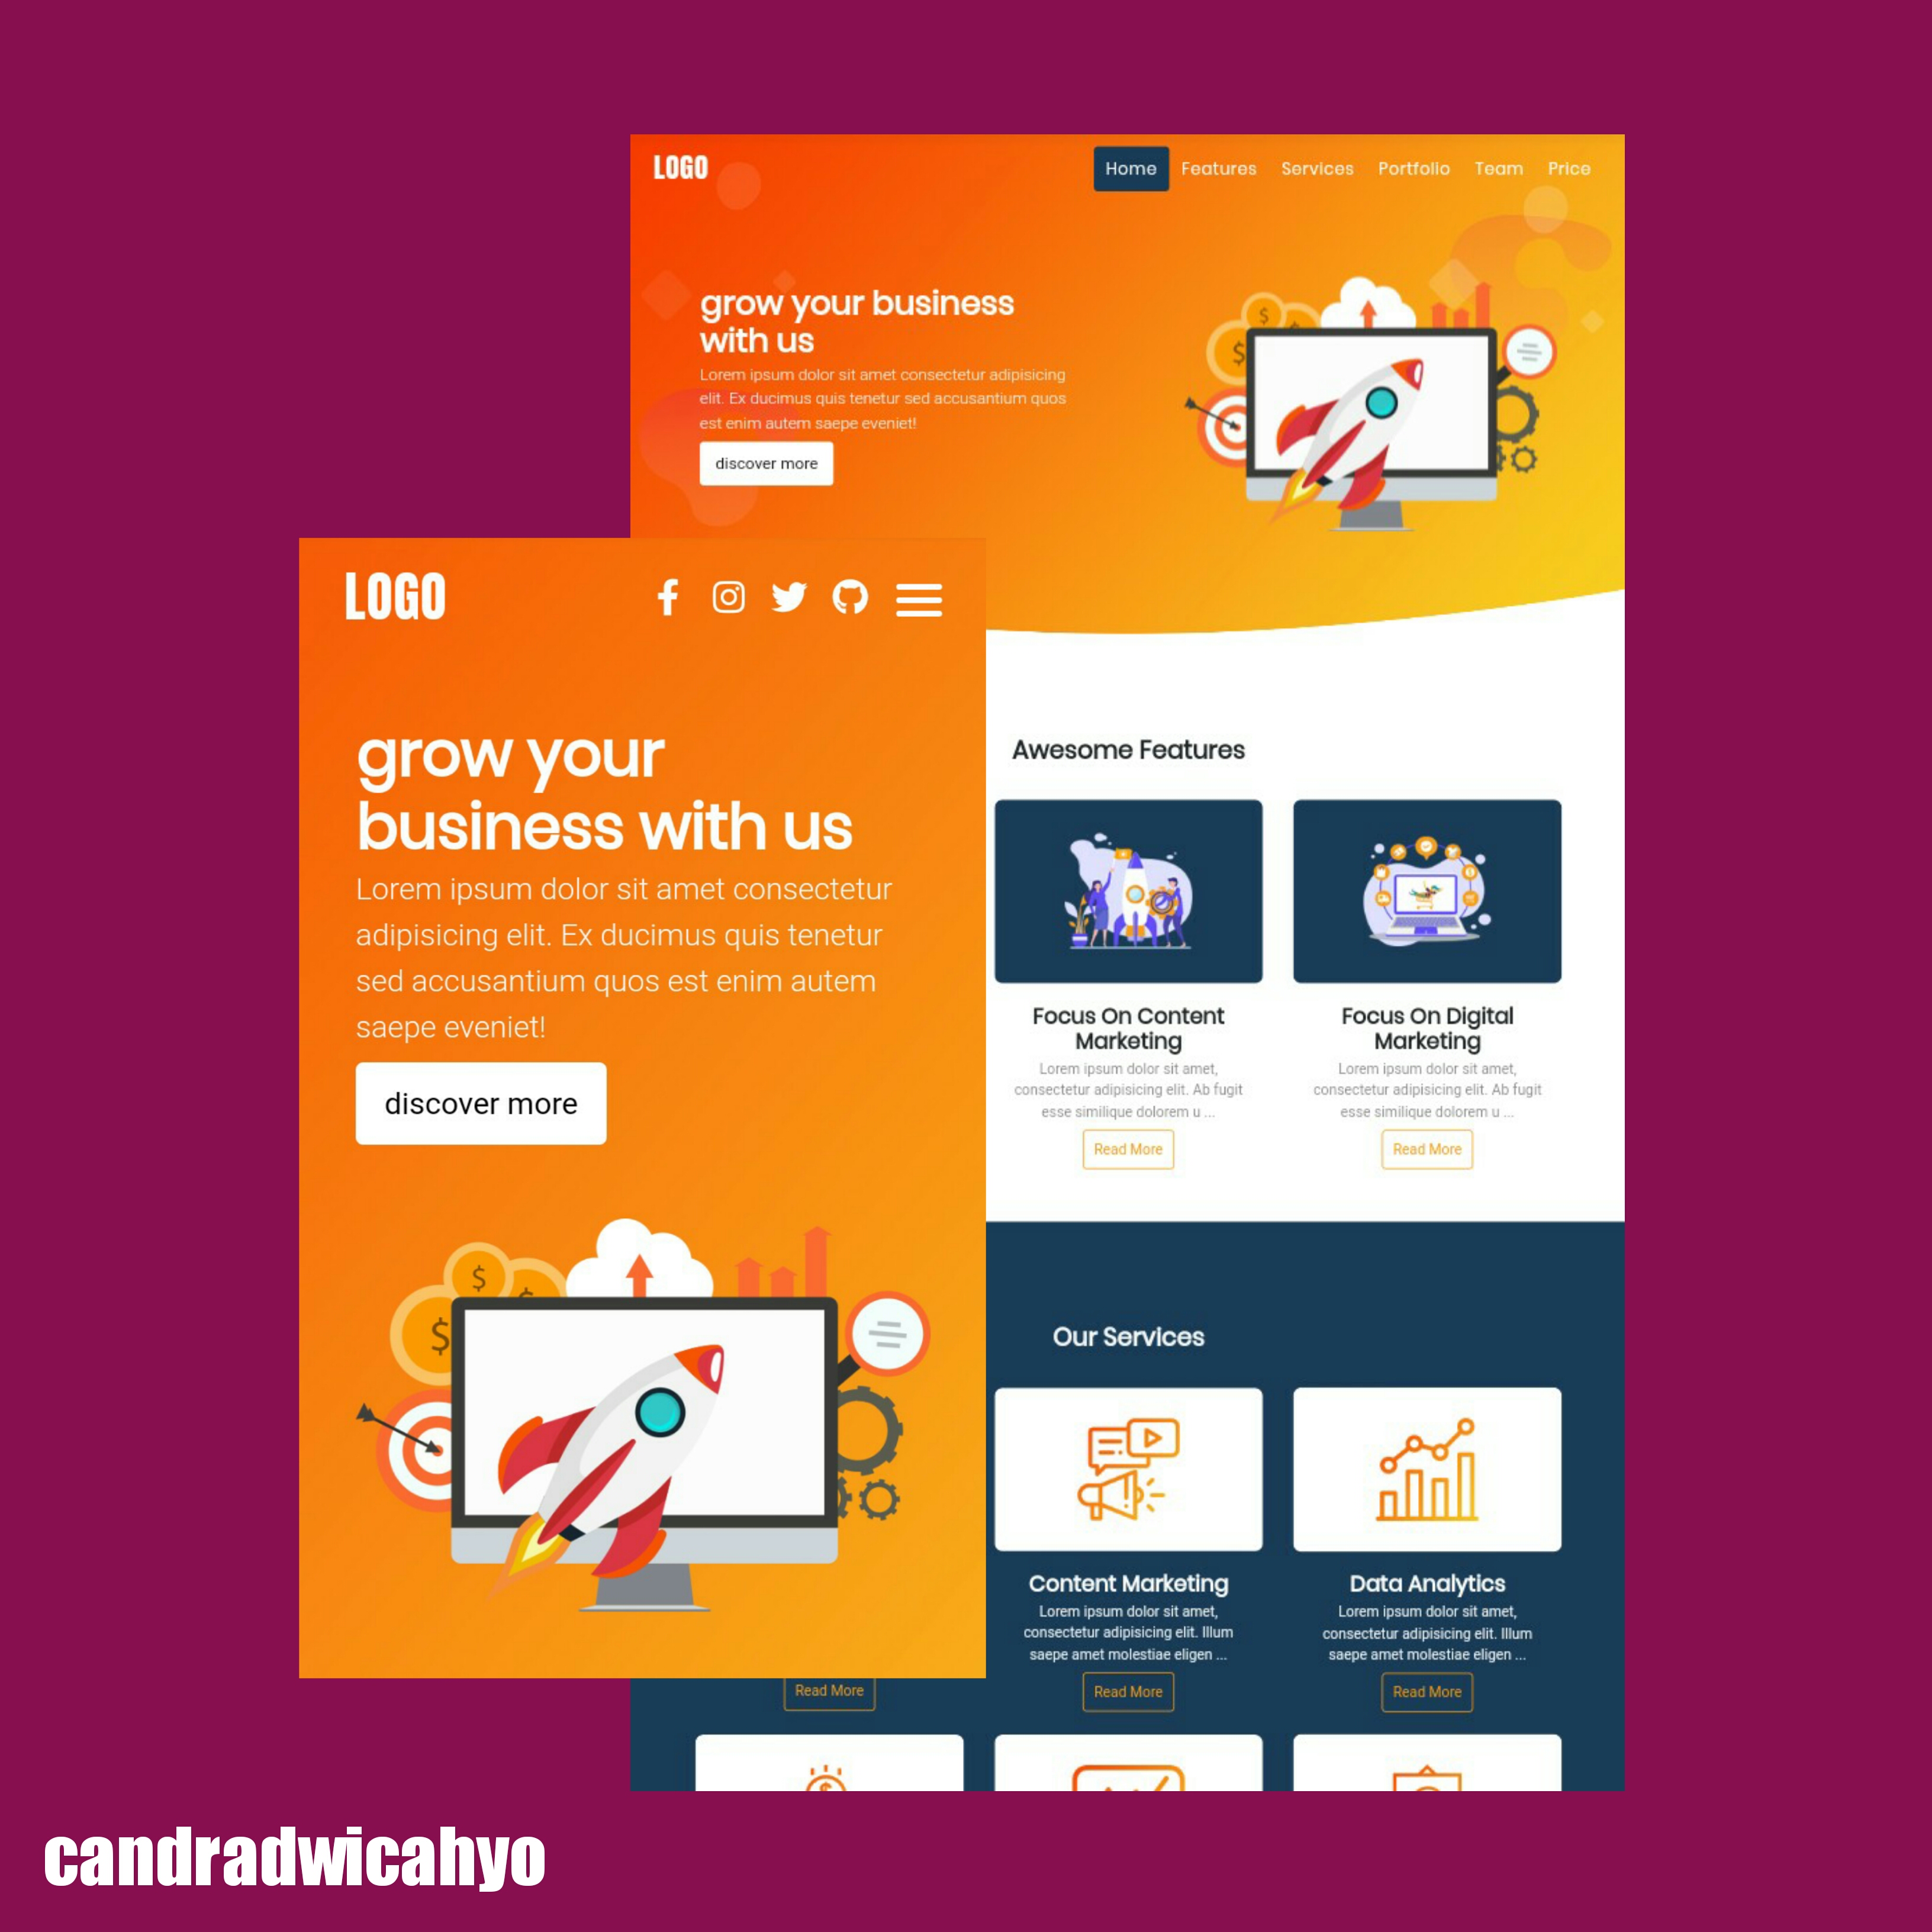 LOGO
Home Features Services Portfolio Team Price
grow your business
with us
Lorem ipsum dolor sit amet consectetur adipisicing
elit. Ex ducimus quis tenetur sed accusantium quos
est enim autem saepe eveniet!
discover more
$
$
LOGO
grow your
business with us
Lorem ipsum dolor sit amet consectetur
adipisicing elit. Ex ducimus quis tenetur
sed accusantium quos est enim autem
saepe eveniet!
discover more
$
$
Awesome Features
Focus On Content
Marketing
Lorem ipsum dolor sit amet,
consectetur adipisicing elit. Ab fugit
esse similique dolorem u ...
Read More
Focus On Digital
Marketing
Lorem ipsum dolor sit amet,
consectetur adipisicing elit. Ab fugit
esse similique dolorem u ...
Read More
Our Services
Read More
Content Marketing
Lorem ipsum dolor sit amet,
consectetur adipisicing elit. Illum
saepe amet molestiae eligen ...
Read More
Data Analytics
Lorem ipsum dolor sit amet,
consectetur adipisicing elit. Illum
saepe amet molestiae eligen ...
Read More
candradwicahyo